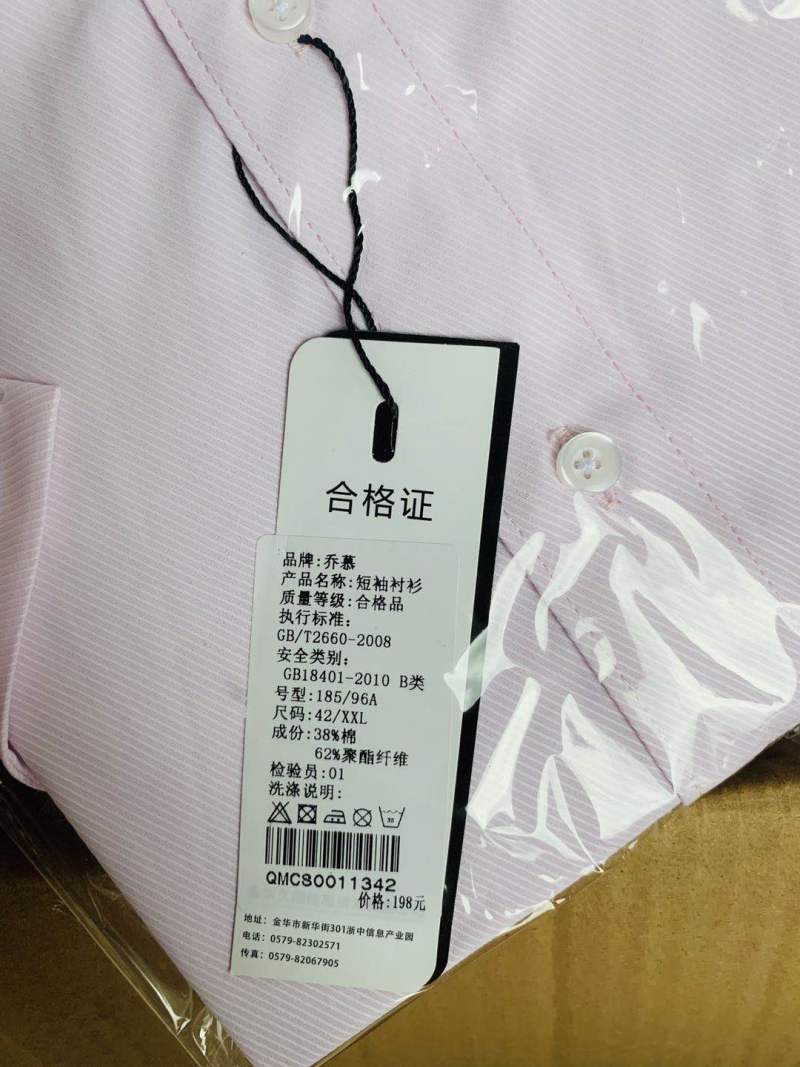 合格证
品牌:乔慕
产品名称:短袖衬衫
质量等级:合格品
执行标准:
GB/T2660-2008
安全类别:
GB18401-2010 B类
号型:185/96A
尺码:42/XXL
成份:38%棉
62%聚酯纤维
检验员:01
洗涤说明:
30
QMCS0011342
价格:198元
地址: 金华市新华街301浙中信息产业园
电话: 0579-82302571
传真: 0579-82067905